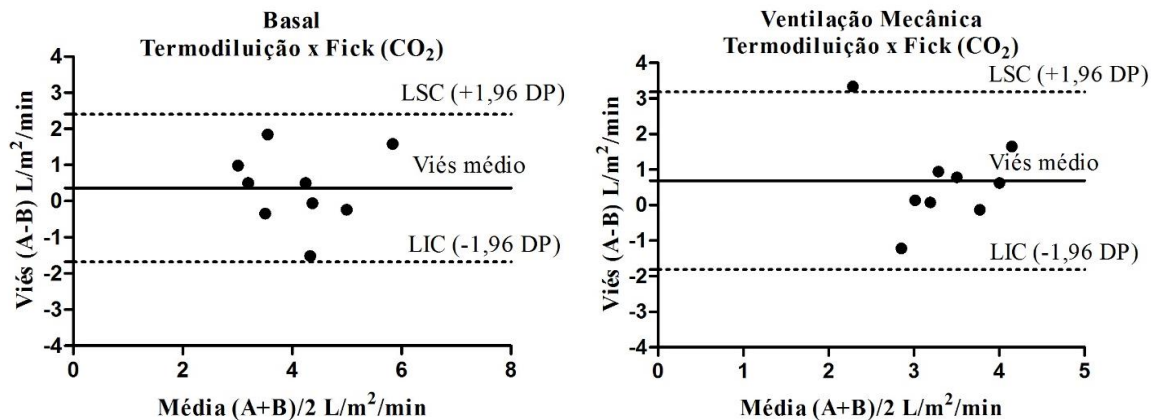 Basal
Termodiluição x Fick (CO₂)
Viés (A-B) L/m²/min
4
3
2
1
0
-1
-2
-3
-4
LSC (+1,96 DP)
Viés médio
LIC (-1,96 DP)
0 2 4 6 8
Média (A+B)/2 L/m²/min
Ventilação Mecânica
Termodiluição x Fick (CO₂)
Viés (A-B) L/m²/min
4
3
2
1
0
-1
-2
-3
-4
LSC (+1,96 DP)
Viés médio
LIC (-1,96 DP)
0 1 2 3 4 5
Média (A+B)/2 L/m²/min